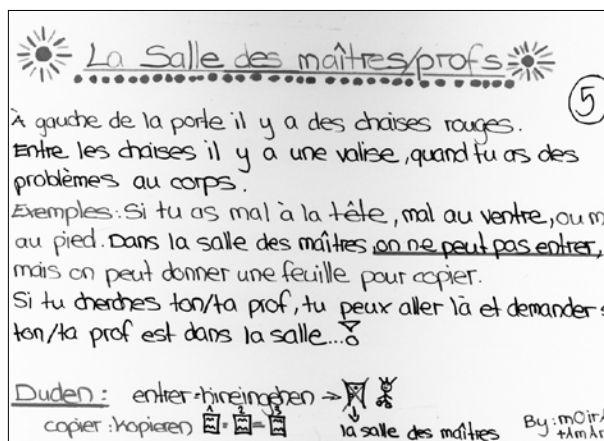 La Salle des maîtres/profs
5
À gauche de la porte il y a des chaises rouges.
Entre les chaises il y a une valise, quand tu as des
problèmes au corps.
Exemples: Si tu as mal à la tête, mal au ventre, ou m
au pied. Dans la salle des maîtres on ne peut pas entrer,
mais on peut donner une feuille pour copier.
Si tu cherches ton/ta prof, tu peux aller là et demander
ton/ta prof est dans la salle...
Duden: entrer=hineingehen →
copier:kopieren 1 = 2 = 3
la salle des maîtres
By: mOirA